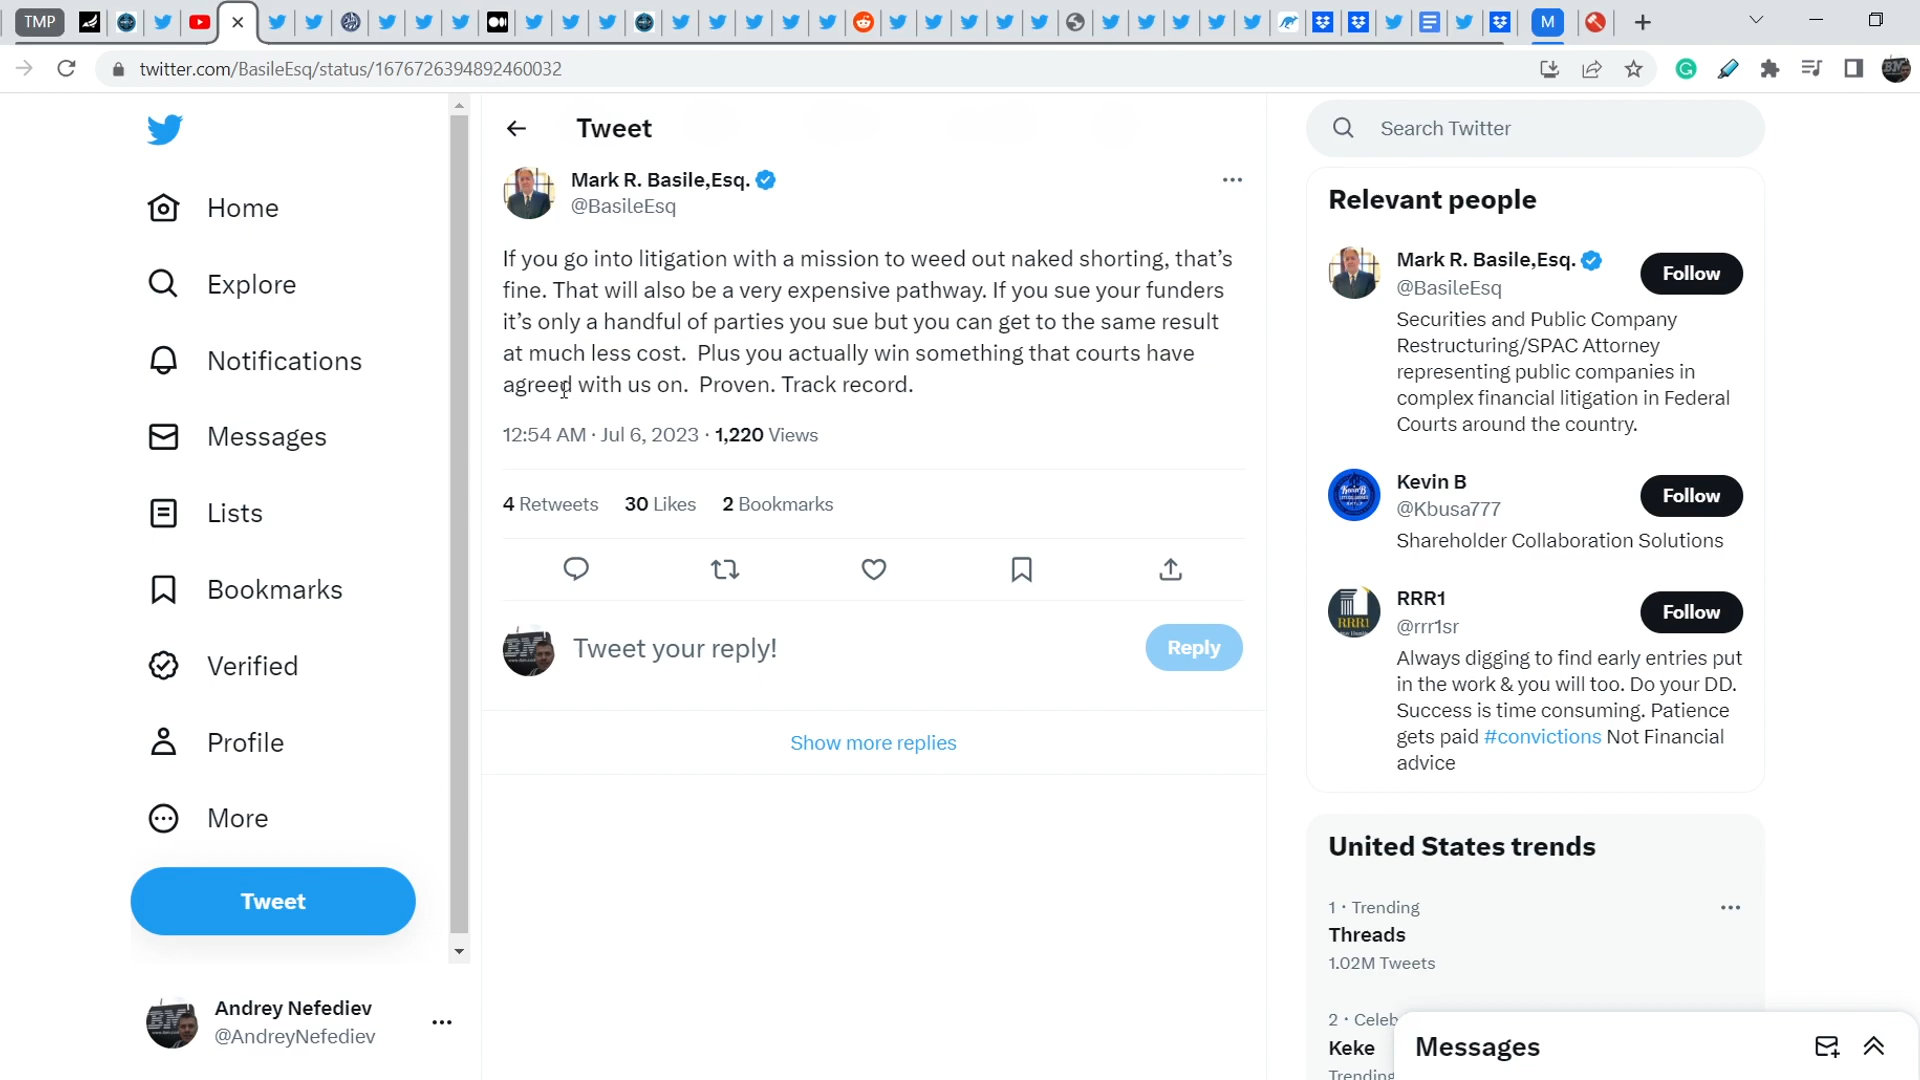 TMP
M
twitter.com/BasileEsq/status/1676726394892460032
Home
Explore
Notifications
Messages
Lists
Bookmarks
Verified
Profile
More
Tweet
Andrey Nefediev
@AndreyNefediev
Tweet
Mark R. Basile,Esq.
@BasileEsq
If you go into litigation with a mission to weed out naked shorting, that’s
fine. That will also be a very expensive pathway. If you sue your funders
it’s only a handful of parties you sue but you can get to the same result
at much less cost.  Plus you actually win something that courts have
agreed with us on.  Proven. Track record.
12:54 AM · Jul 6, 2023 · 1,220 Views
4 Retweets 30 Likes 2 Bookmarks
BM
Tweet your reply!
Reply
Show more replies
Search Twitter
Relevant people
Mark R. Basile,Esq.
@BasileEsq
Follow
Securities and Public Company
Restructuring/SPAC Attorney
representing public companies in
complex financial litigation in Federal
Courts around the country.
Kevin B
@Kbusa777
Follow
Shareholder Collaboration Solutions
RRR1
RRR1
@rrr1sr
Follow
Always digging to find early entries put
in the work & you will too. Do your DD.
Success is time consuming. Patience
gets paid #convictions Not Financial
advice
United States trends
1 · Trending
Threads
1.02M Tweets
2 · Celeb
Keke
Trending
Messages